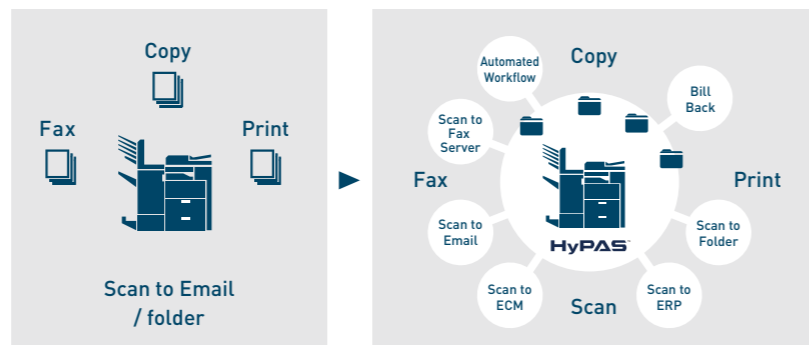 Copy
Fax
Print
Scan to Email
/ folder
Copy
Automated
Workflow
Bill
Back
Scan to
Fax
Server
Fax
Print
Scan to
Email
HyPAS™
Scan to
Folder
Scan to
ECM
Scan
Scan to
ERP